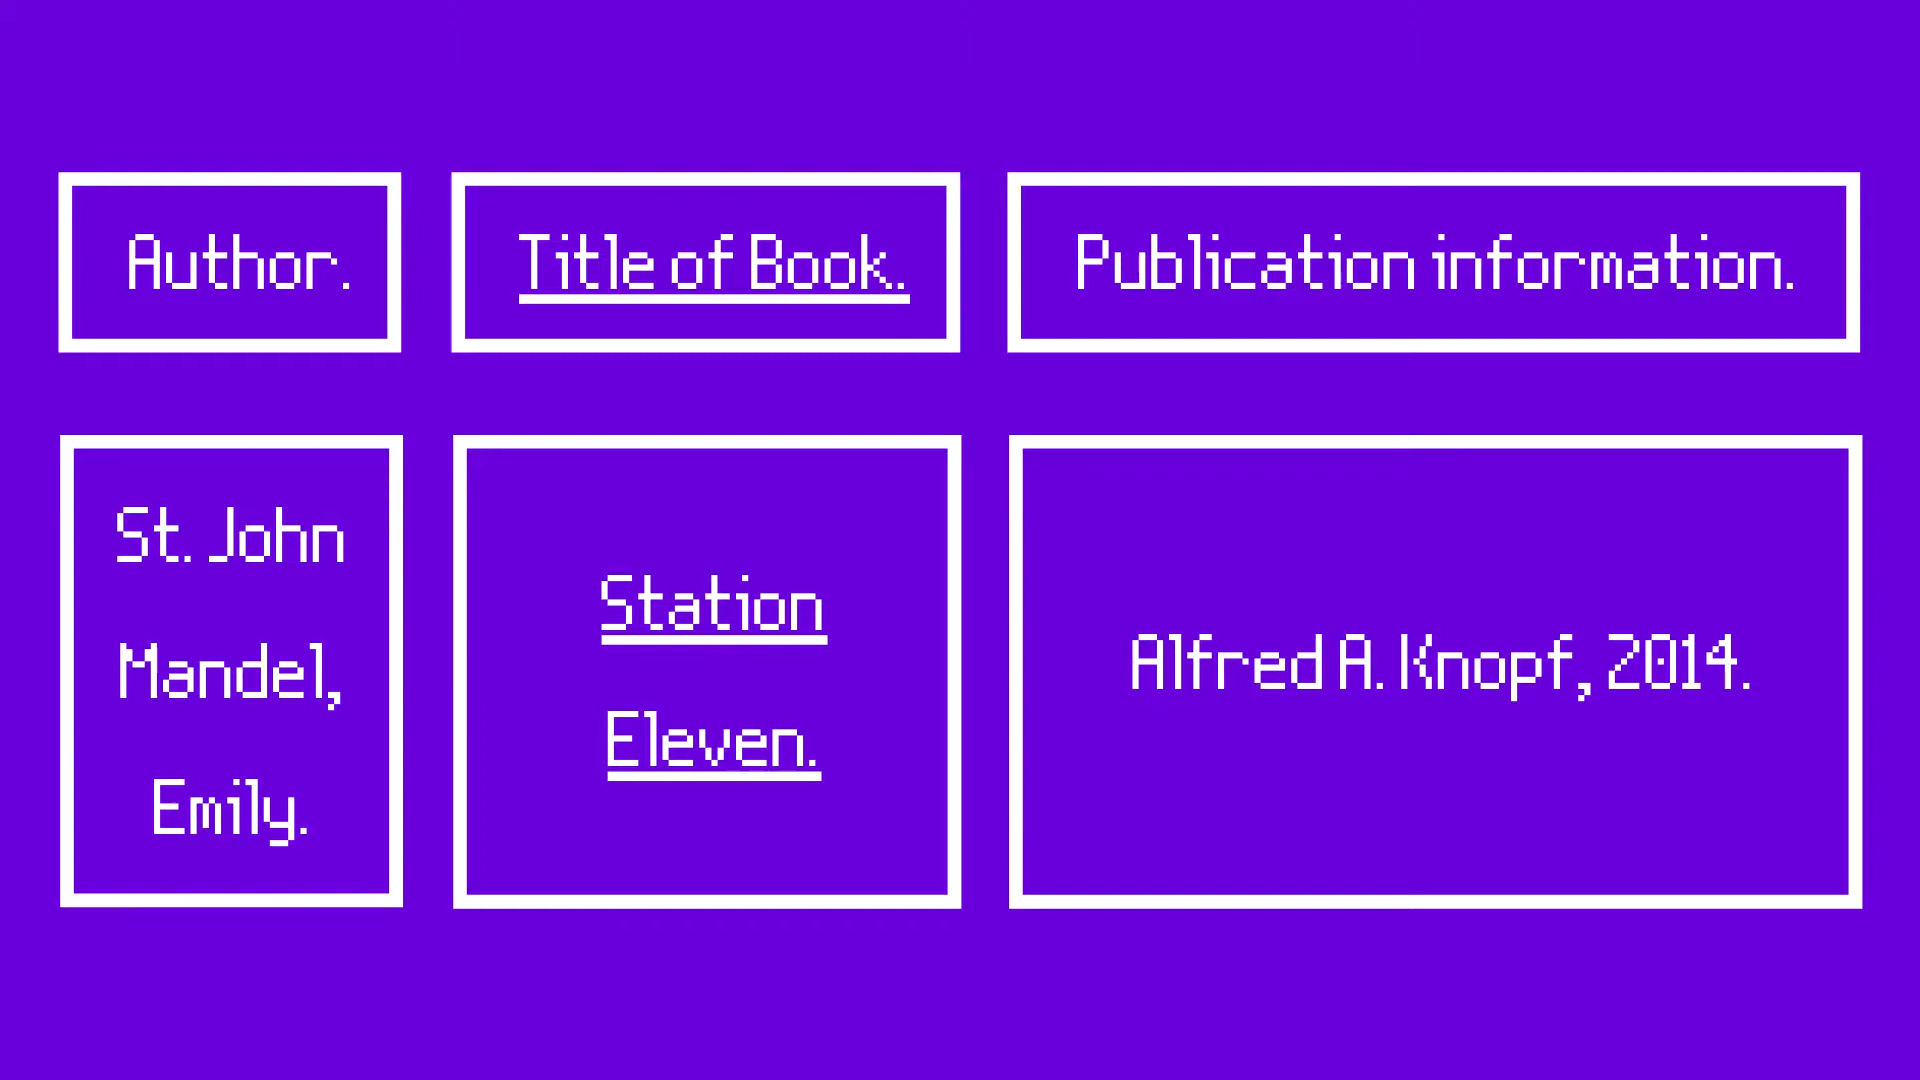 Author.
Title of Book.
Publication information.
St. John
Mandel,
Emily.
Station
Eleven.
Alfred A. Knopf, 2014.